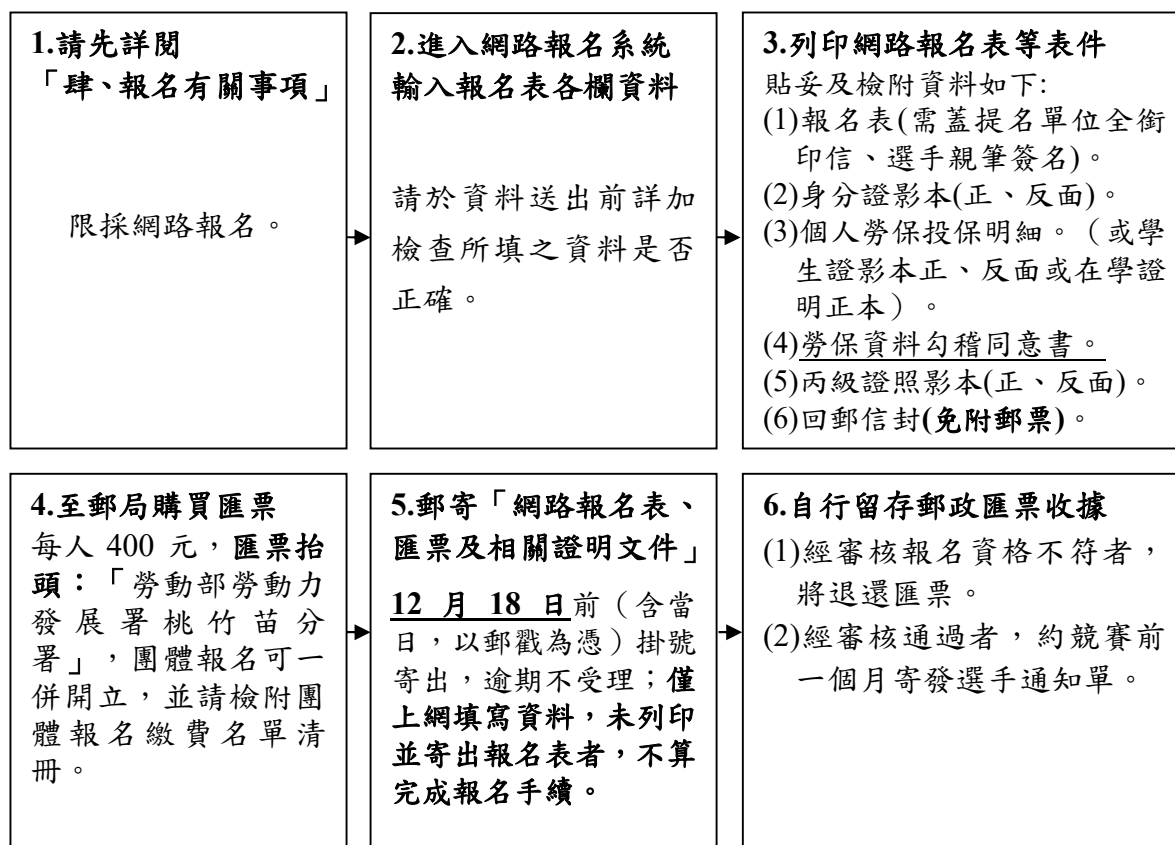 1.請先詳閱
「肆、報名有關事項」
限採網路報名。
2.進入網路報名系統
輸入報名表各欄資料
請於資料送出前詳加
檢查所填之資料是否
正確。
3.列印網路報名表等表件
貼妥及檢附資料如下:
(1)報名表(需蓋提名單位全銜
印信、選手親筆簽名)。
(2)身分證影本(正、反面)。
(3)個人勞保投保明細。（或學
生證影本正、反面或在學證
明正本）。
(4)勞保資料勾稽同意書。
(5)丙級證照影本(正、反面)。
(6)回郵信封(免附郵票)。
4.至郵局購買匯票
每人 400 元，匯票抬
頭：「勞動部勞動力
發展署桃竹苗分
署」，團體報名可一
併開立，並請檢附團
體報名繳費名單清
冊。
5.郵寄「網路報名表、
匯票及相關證明文件」
12 月 18 日前（含當
日，以郵戳為憑）掛號
寄出，逾期不受理；僅
上網填寫資料，未列印
並寄出報名表者，不算
完成報名手續。
6.自行留存郵政匯票收據
(1)經審核報名資格不符者，
將退還匯票。
(2)經審核通過者，約競賽前
一個月寄發選手通知單。